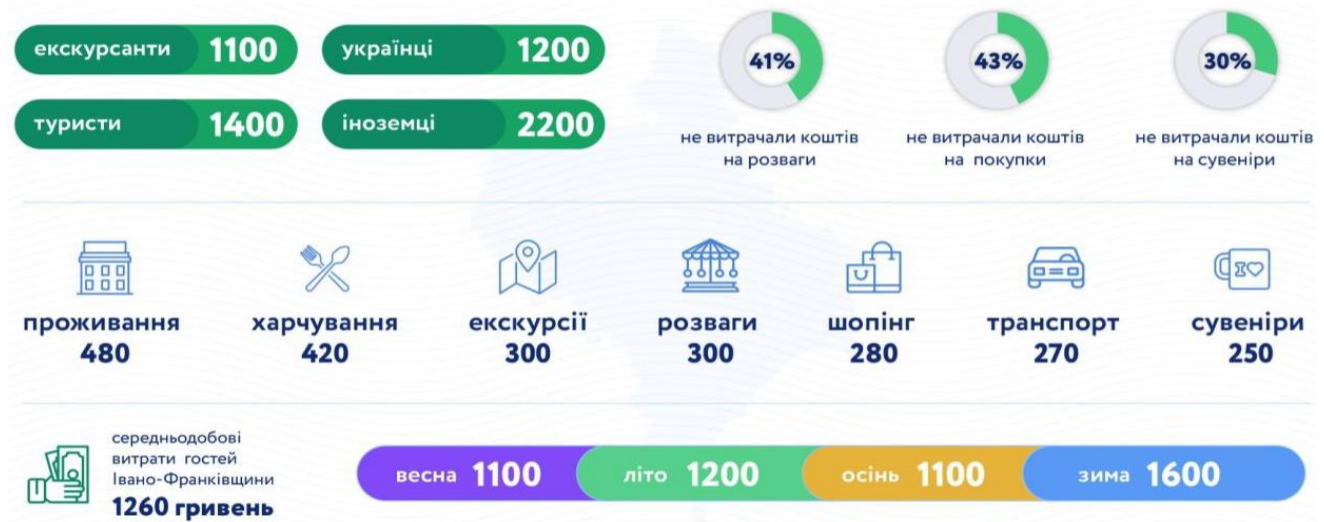 екскурсанти 1100
українці 1200
туристи 1400
іноземці 2200
41%
не витрачали коштів
на розваги
43%
не витрачали коштів
на покупки
30%
не витрачали коштів
на сувеніри
проживання
480
харчування
420
екскурсії
300
розваги
300
шопінг
280
транспорт
270
I
сувеніри
250
середньодобові
витрати гостей
Івано-Франківщини
1260 гривень
весна 1100
літо 1200
осінь 1100
зима 1600